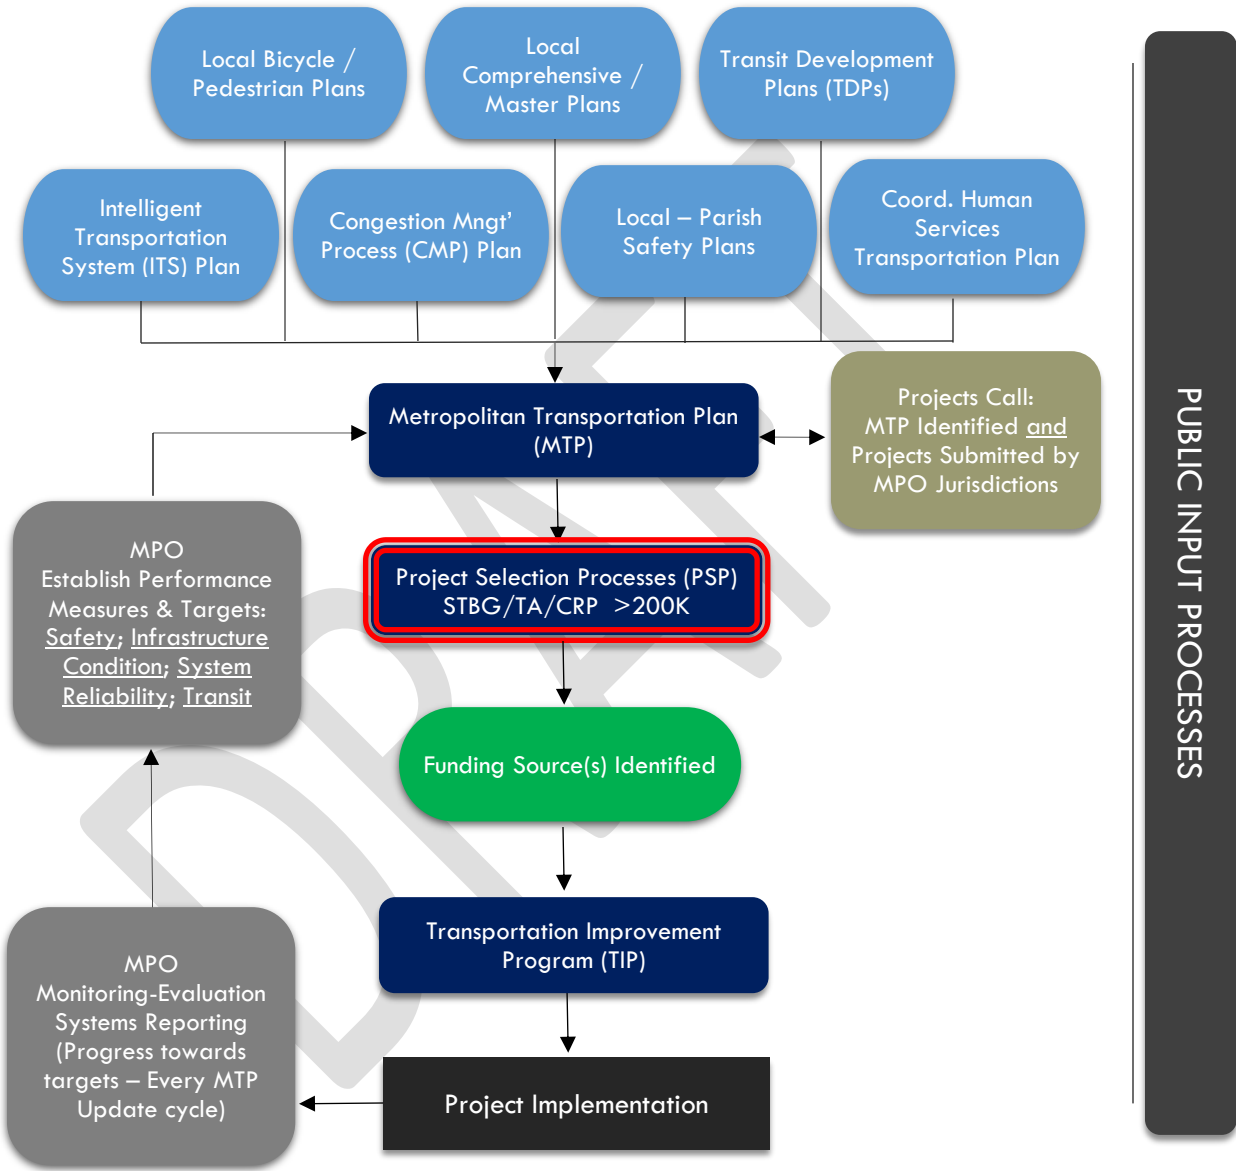 Local Bicycle /
Pedestrian Plans
Local
Comprehensive /
Master Plans
Transit Development
Plans (TDPs)
Intelligent
Transportation
System (ITS) Plan
Congestion Mngt’
Process (CMP) Plan
Local – Parish
Safety Plans
Coord. Human
Services
Transportation Plan
Metropolitan Transportation Plan
(MTP)
Projects Call:
MTP Identified and
Projects Submitted by
MPO Jurisdictions
MPO
Establish Performance
Measures & Targets:
Safety; Infrastructure
Condition; System
Reliability; Transit
Project Selection Processes (PSP)
STBG/TA/CRP >200K
Funding Source(s) Identified
Transportation Improvement
Program (TIP)
MPO
Monitoring-Evaluation
Systems Reporting
(Progress towards
targets – Every MTP
Update cycle)
Project Implementation
PUBLIC INPUT PROCESSES
DRAFT